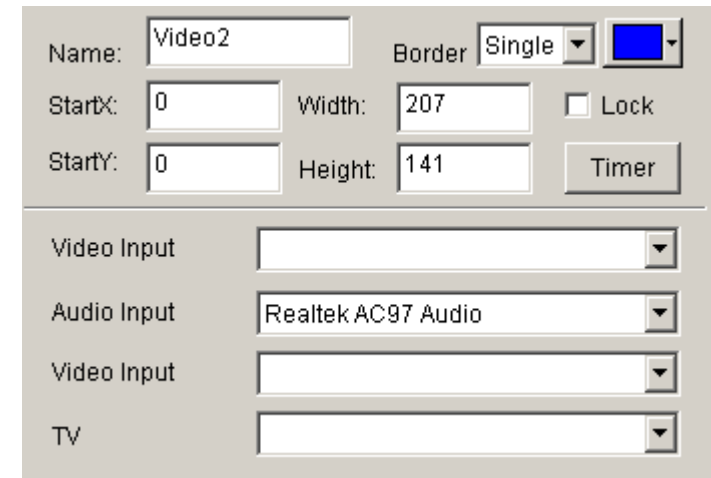 Name: Video2 Border Single
StartX: 0 Width: 207 Lock
StartY: 0 Height: 141 Timer
Video Input
Audio Input Realtek AC97 Audio
Video Input
TV